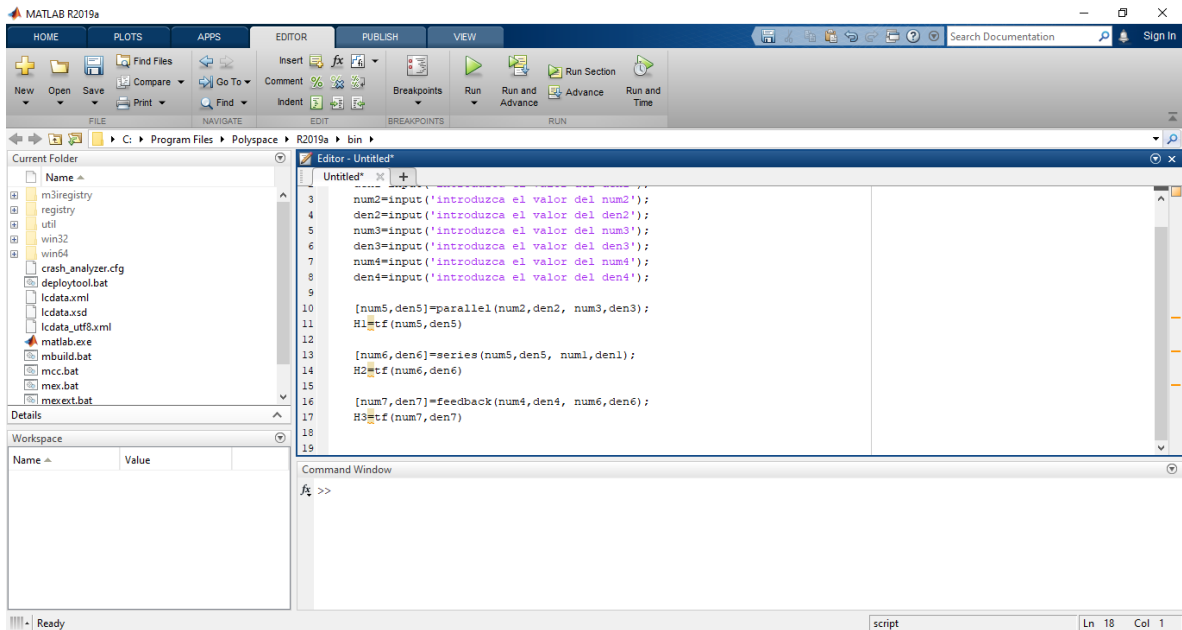 MATLAB R2019a
HOME PLOTS APPS EDITOR PUBLISH VIEW
Search Documentation
Sign In
New Open Save
Find Files
Compare
Print
FILE
Go To
Find
NAVIGATE
Insert
Comment
Indent
EDIT
Breakpoints
BREAKPOINTS
Run
Run and Advance
Run Section
Advance
Run and Time
RUN
C: Program Files Polyspace R2019a bin
Current Folder
Name
m3iregistry
registry
util
win32
win64
crash_analyzer.cfg
deploytool.bat
lcdata.xml
lcdata.xsd
lcdata_utf8.xml
matlab.exe
mbuild.bat
mcc.bat
mex.bat
mexext.bat
Details
Workspace
Name Value
Editor - Untitled*
Untitled*
3 num2=input('introduzca el valor del num2');
4 den2=input('introduzca el valor del den2');
5 num3=input('introduzca el valor del num3');
6 den3=input('introduzca el valor del den3');
7 num4=input('introduzca el valor del num4');
8 den4=input('introduzca el valor del den4');
9
10 [num5,den5]=parallel(num2,den2, num3,den3);
11 H1=tf(num5,den5)
12
13 [num6,den6]=series(num5,den5, num1,den1);
14 H2=tf(num6,den6)
15
16 [num7,den7]=feedback(num4,den4, num6,den6);
17 H3=tf(num7,den7)
18
19
Command Window
fx >>
Ready
script
Ln 18 Col 1